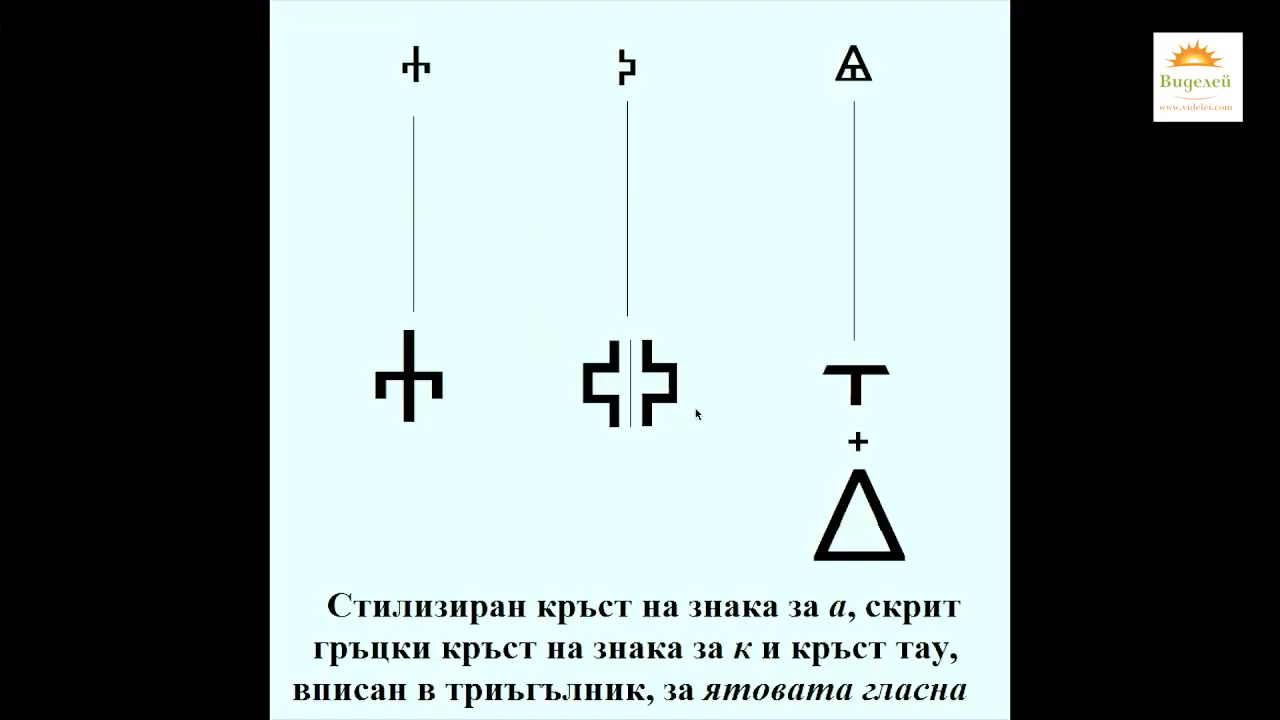 Виделей
www.videlei.com
Стилизиран кръст на знака за а, скрит
гръцки кръст на знака за к и кръст тау,
вписан в триъгълник, за ятовата гласна